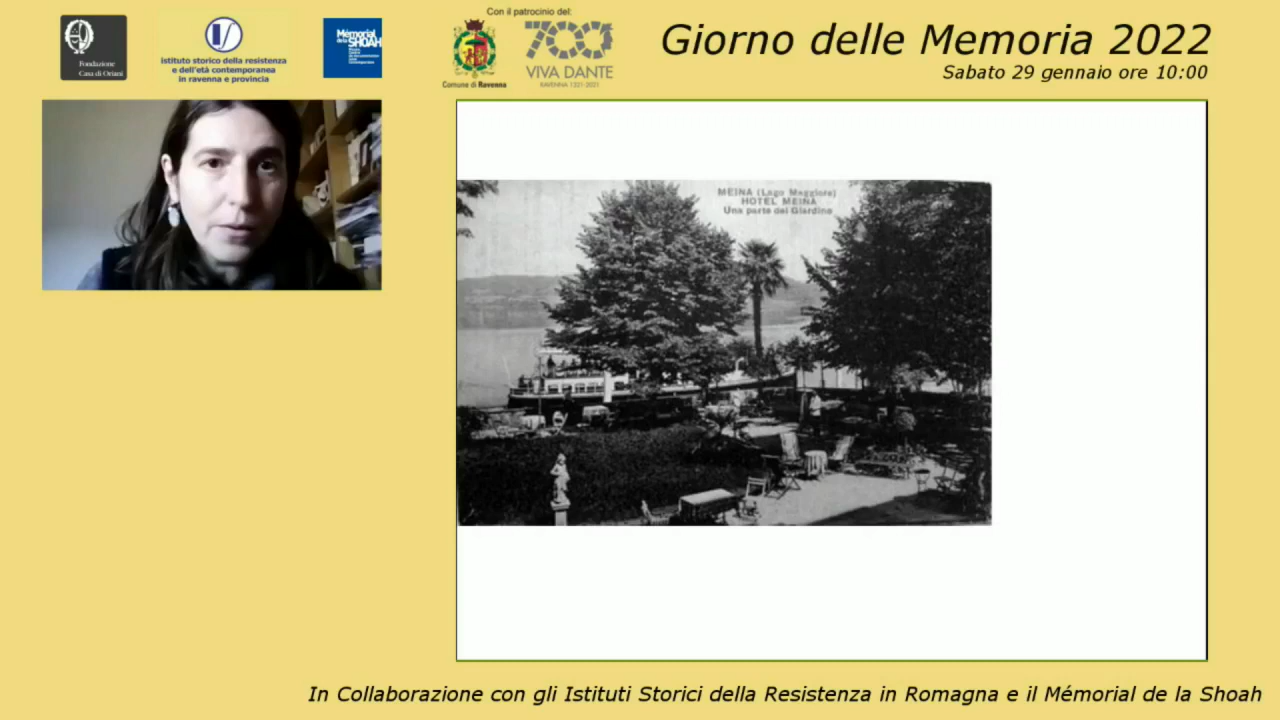 Fondazione
Casa di Oriani
istituto storico della resistenza
e dell'età contemporanea
in ravenna e provincia
Mémorial
de la SHOAH
Con il patrocinio del:
Comune di Ravenna
700
VIVA DANTE
RAVENNA 1321-2021
Giorno delle Memoria 2022
Sabato 29 gennaio ore 10:00
MEINA (Lago Maggiore)
HOTEL MEINA
Una parte del Giardino
In Collaborazione con gli Istituti Storici della Resistenza in Romagna e il Mémorial de la Shoah